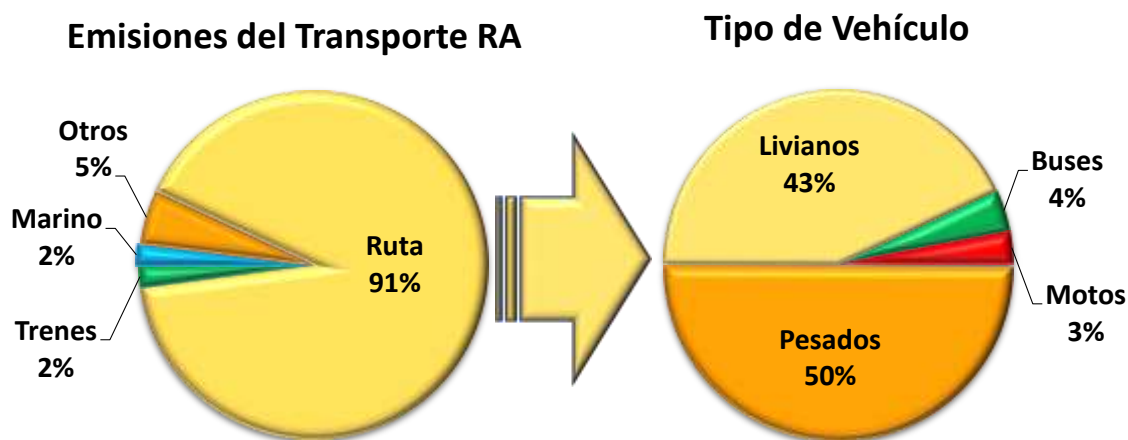 Emisiones del Transporte RA
Otros
5%
Marino
2%
Trenes
2%
Ruta
91%
Tipo de Vehículo
Livianos
43%
Buses
4%
Motos
3%
Pesados
50%